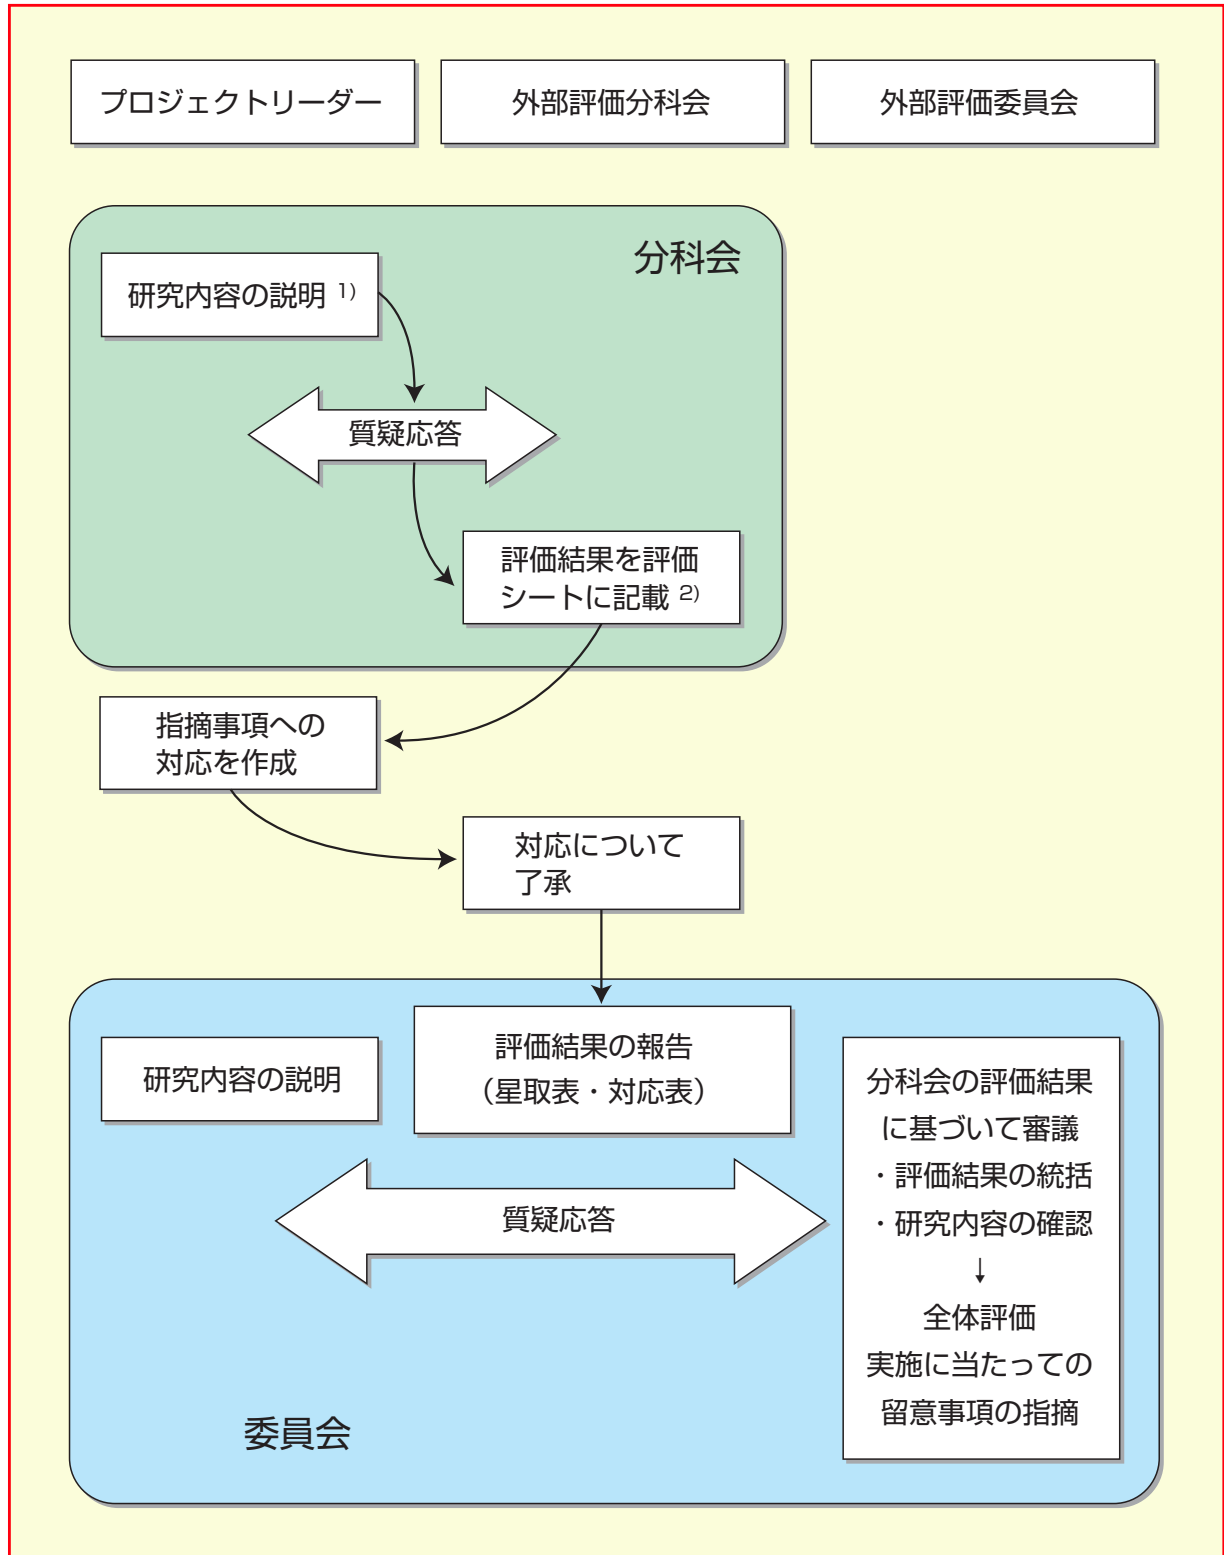 プロジェクトリーダー
外部評価分科会
外部評価委員会
分科会
研究内容の説明 1)
質疑応答
評価結果を評価
シートに記載 2)
指摘事項への
対応を作成
対応について
了承
評価結果の報告
（星取表・対応表）
研究内容の説明
分科会の評価結果
に基づいて審議
・評価結果の統括
・研究内容の確認
↓
全体評価
実施に当たっての
留意事項の指摘
質疑応答
委員会